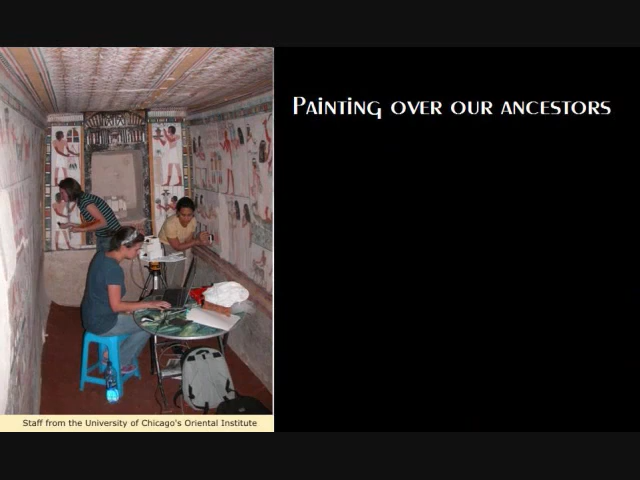 Painting over our ancestors
Staff from the University of Chicago's Oriental Institute